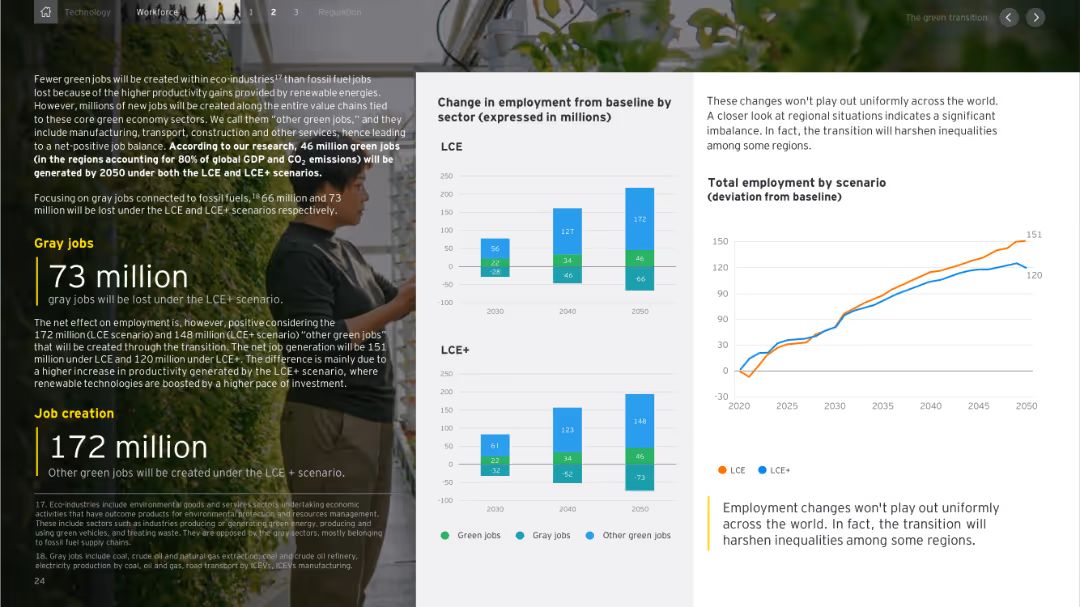 Technology
Workforce
1
2
3
Regulation
The green transition
Fewer green jobs will be created within eco-industries17 than fossil fuel jobs
lost because of the higher productivity gains provided by renewable energies.
However, millions of new jobs will be created along the entire value chains tied
to these core green economy sectors. We call them “other green jobs,” and they
include manufacturing, transport, construction and other services, hence leading
to a net-positive job balance. According to our research, 46 million green jobs
(in the regions accounting for 80% of global GDP and CO2 emissions) will be
generated by 2050 under both the LCE and LCE+ scenarios.
Focusing on gray jobs connected to fossil fuels,18 66 million and 73
million will be lost under the LCE and LCE+ scenarios respectively.
Gray jobs
73 million
gray jobs will be lost under the LCE+ scenario.
The net effect on employment is, however, positive considering the
172 million (LCE scenario) and 148 million (LCE+ scenario) “other green jobs”
that will be created through the transition. The net job generation will be 151
million under LCE and 120 million under LCE+. The difference is mainly due to
a higher increase in productivity generated by the LCE+ scenario, where
renewable technologies are boosted by a higher pace of investment.
Job creation
172 million
Other green jobs will be created under the LCE + scenario.
17. Eco-industries include environmental goods and services sectors undertaking economic
activities that have outcome products for environmental protection and resources management.
These include sectors such as industries producing or generating green energy, producing and
using green vehicles, and treating waste. They are opposed by the gray sectors, mostly belonging
to fossil fuel supply chains.
18. Gray jobs include coal, crude oil and natural gas extraction, coal and crude oil refinery,
electricity production by coal, oil and gas, road transport by ICEVs, ICEVs manufacturing.
24
Change in employment from baseline by
sector (expressed in millions)
LCE
250
200
150
100
50
0
-50
-100
56
22
-28
127
34
46
172
46
-66
2030
2040
2050
LCE+
250
200
150
100
50
0
-50
-100
61
22
32
123
34
-52
148
46
-73
2030
2040
2050
Green jobs
Gray jobs
Other green jobs
These changes won't play out uniformly across the world.
A closer look at regional situations indicates a significant
imbalance. In fact, the transition will harshen inequalities
among some regions.
Total employment by scenario
(deviation from baseline)
150
120
90
90
30
0
-30
151
120
2020
2025
2030
2035
2040
2045
2050
LCE
LCE+
Employment changes won't play out uniformly
across the world. In fact, the transition will
harshen inequalities among some regions.